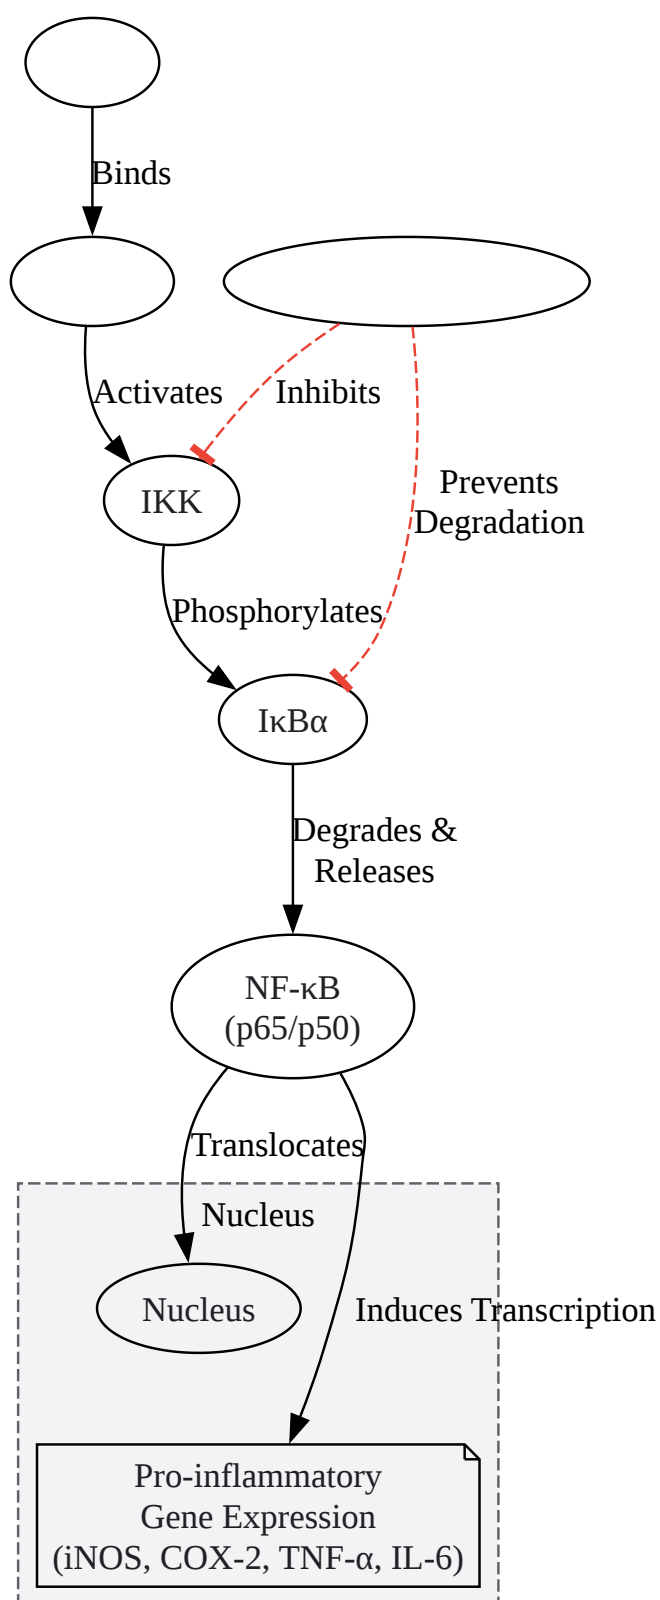 Binds
Activates
Inhibits
IKK
Prevents
Degradation
Phosphorylates
IκBα
Degrades &
Releases
NF-κB
(p65/p50)
Translocates
Nucleus
Nucleus
Induces Transcription
Pro-inflammatory
Gene Expression
(iNOS, COX-2, TNF-α, IL-6)